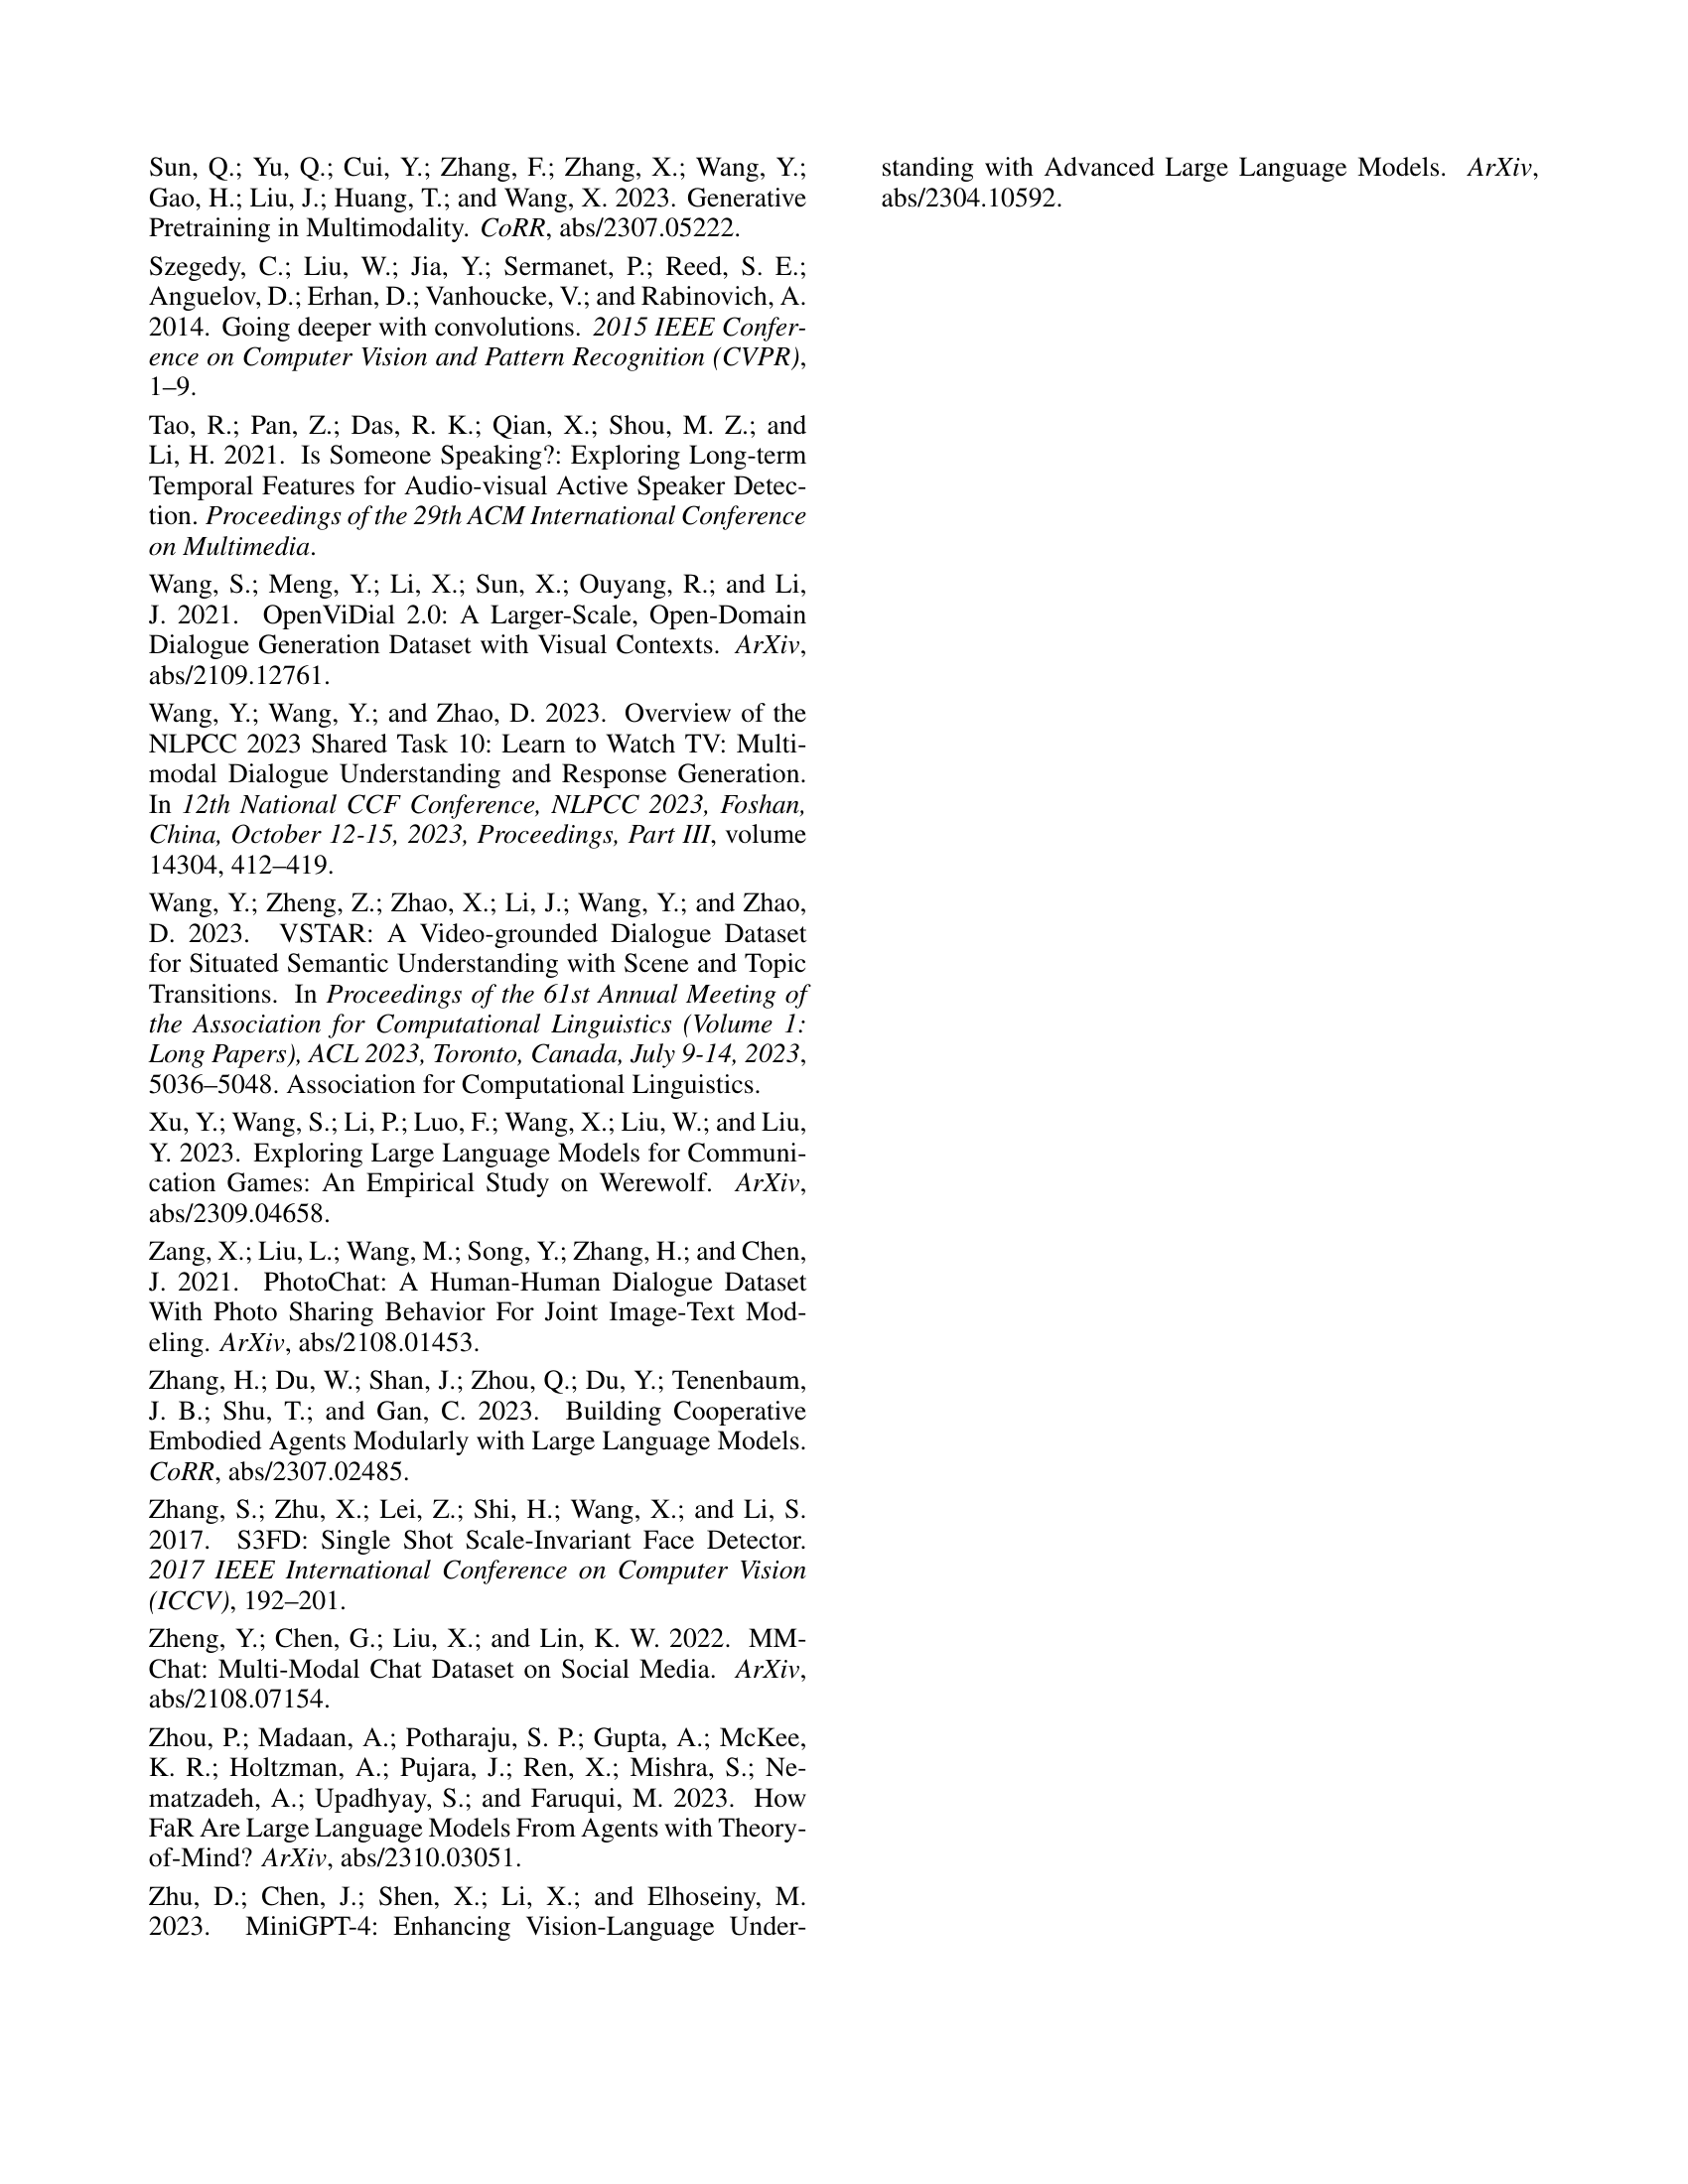 Sun, Q.; Yu, Q.; Cui, Y.; Zhang, F.; Zhang, X.; Wang, Y.;
Gao, H.; Liu, J.; Huang, T.; and Wang, X. 2023. Generative
Pretraining in Multimodality. CoRR, abs/2307.05222.
Szegedy, C.; Liu, W.; Jia, Y.; Sermanet, P.; Reed, S. E.;
Anguelov, D.; Erhan, D.; Vanhoucke, V.; and Rabinovich, A.
2014. Going deeper with convolutions. 2015 IEEE Confer-
ence on Computer Vision and Pattern Recognition (CVPR),
1–9.
Tao, R.; Pan, Z.; Das, R. K.; Qian, X.; Shou, M. Z.; and
Li, H. 2021. Is Someone Speaking?: Exploring Long-term
Temporal Features for Audio-visual Active Speaker Detec-
tion. Proceedings of the 29th ACM International Conference
on Multimedia.
Wang, S.; Meng, Y.; Li, X.; Sun, X.; Ouyang, R.; and Li,
J. 2021. OpenViDial 2.0: A Larger-Scale, Open-Domain
Dialogue Generation Dataset with Visual Contexts. ArXiv,
abs/2109.12761.
Wang, Y.; Wang, Y.; and Zhao, D. 2023. Overview of the
NLPCC 2023 Shared Task 10: Learn to Watch TV: Multi-
modal Dialogue Understanding and Response Generation.
In 12th National CCF Conference, NLPCC 2023, Foshan,
China, October 12-15, 2023, Proceedings, Part III, volume
14304, 412–419.
Wang, Y.; Zheng, Z.; Zhao, X.; Li, J.; Wang, Y.; and Zhao,
D. 2023. VSTAR: A Video-grounded Dialogue Dataset
for Situated Semantic Understanding with Scene and Topic
Transitions. In Proceedings of the 61st Annual Meeting of
the Association for Computational Linguistics (Volume 1:
Long Papers), ACL 2023, Toronto, Canada, July 9-14, 2023,
5036–5048. Association for Computational Linguistics.
Xu, Y.; Wang, S.; Li, P.; Luo, F.; Wang, X.; Liu, W.; and Liu,
Y. 2023. Exploring Large Language Models for Communi-
cation Games: An Empirical Study on Werewolf. ArXiv,
abs/2309.04658.
Zang, X.; Liu, L.; Wang, M.; Song, Y.; Zhang, H.; and Chen,
J. 2021. PhotoChat: A Human-Human Dialogue Dataset
With Photo Sharing Behavior For Joint Image-Text Mod-
eling. ArXiv, abs/2108.01453.
Zhang, H.; Du, W.; Shan, J.; Zhou, Q.; Du, Y.; Tenenbaum,
J. B.; Shu, T.; and Gan, C. 2023. Building Cooperative
Embodied Agents Modularly with Large Language Models.
CoRR, abs/2307.02485.
Zhang, S.; Zhu, X.; Lei, Z.; Shi, H.; Wang, X.; and Li, S.
2017. S3FD: Single Shot Scale-Invariant Face Detector.
2017 IEEE International Conference on Computer Vision
(ICCV), 192–201.
Zheng, Y.; Chen, G.; Liu, X.; and Lin, K. W. 2022. MM-
Chat: Multi-Modal Chat Dataset on Social Media. ArXiv,
abs/2108.07154.
Zhou, P.; Madaan, A.; Potharaju, S. P.; Gupta, A.; McKee,
K. R.; Holtzman, A.; Pujara, J.; Ren, X.; Mishra, S.; Ne-
matzadeh, A.; Upadhyay, S.; and Faruqui, M. 2023. How
FaR Are Large Language Models From Agents with Theory-
of-Mind? ArXiv, abs/2310.03051.
Zhu, D.; Chen, J.; Shen, X.; Li, X.; and Elhoseiny, M.
2023. MiniGPT-4: Enhancing Vision-Language Under-
standing with Advanced Large Language Models. ArXiv,
abs/2304.10592.